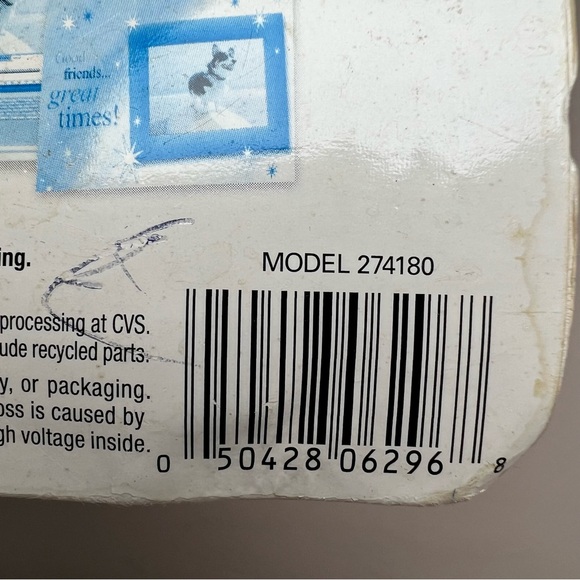 Good
friends...
great
times!
ing.
MODEL 274180
processing at CVS.
ude recycled parts.
y, or packaging.
oss is caused by
gh voltage inside.
0 50428 06296 8